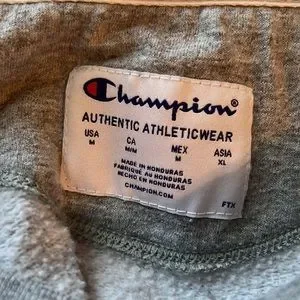 Champion®
AUTHENTIC ATHLETICWEAR
USA CA MEX ASIA
M M/M M XL
MADE IN HONDURAS
FABRIQUÉ AU HONDURAS
HECHO EN HONDURAS
CHAMPION.COM
FTX